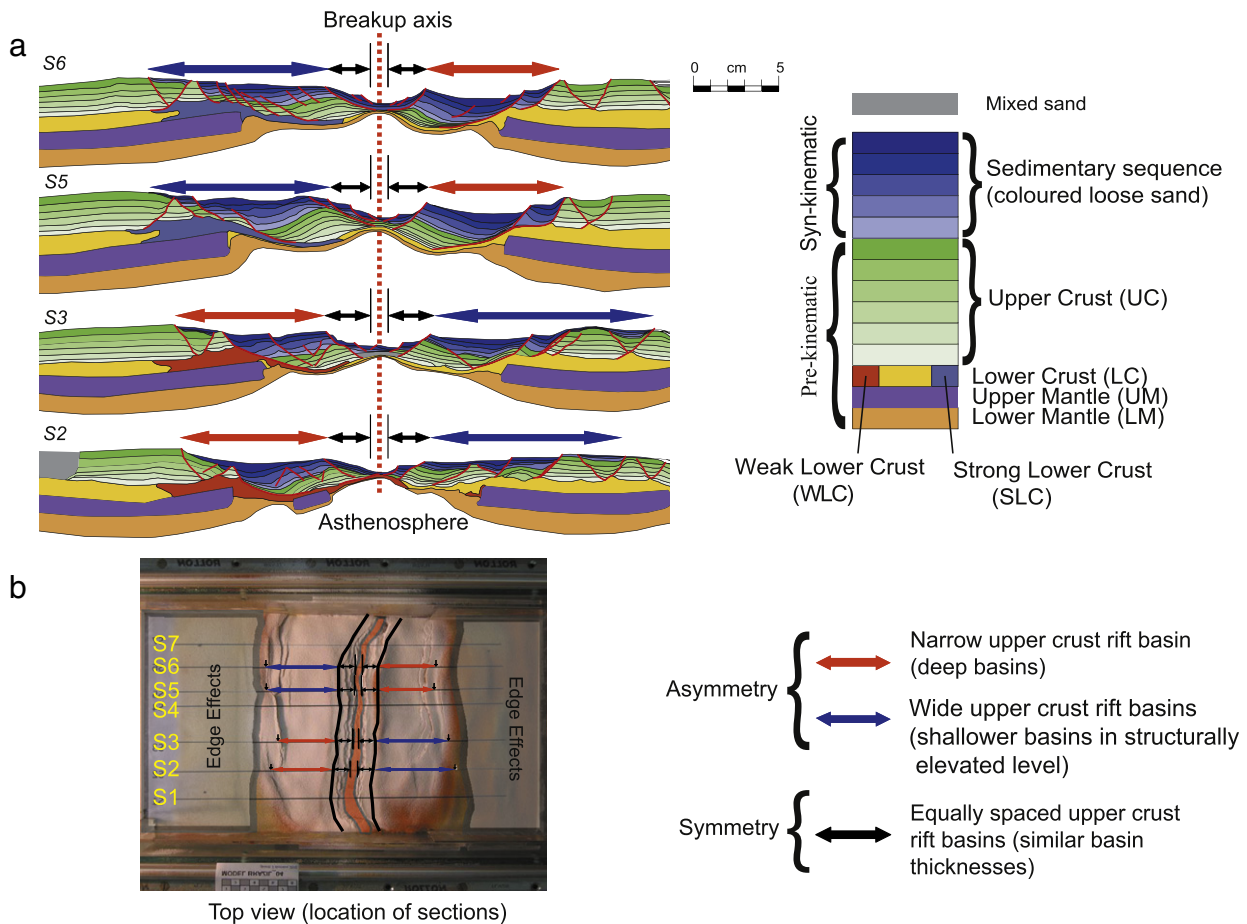 a
Breakup axis
S6
S5
S3
S2
Asthenosphere
0 cm 5
Mixed sand
Syn-kinematic
Sedimentary sequence
(coloured loose sand)
Pre-kinematic
Upper Crust (UC)
Lower Crust (LC)
Upper Mantle (UM)
Lower Mantle (LM)
Weak Lower Crust
(WLC)
Strong Lower Crust
(SLC)
b
S7
S6
S5
S4
S3
S2
S1
Edge Effects
Edge Effects
Top view (location of sections)
Asymmetry
Narrow upper crust rift basin
(deep basins)
Wide upper crust rift basins
(shallower basins in structurally
elevated level)
Symmetry
Equally spaced upper crust
rift basins (similar basin
thicknesses)